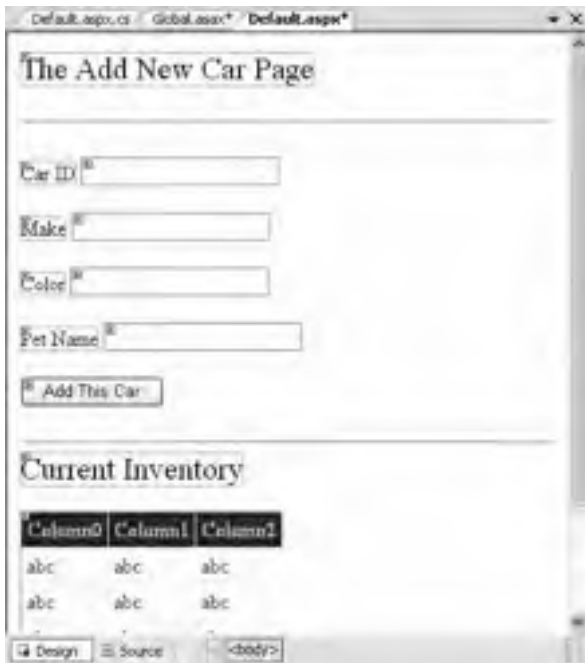 Default.aspx.cs Global.asax* Default.aspx*
The Add New Car Page
Car ID
Make
Color
Pet Name
Add This Car
Current Inventory
Column0 Column1 Column2
abc abc abc
abc abc abc
Design Source <body>